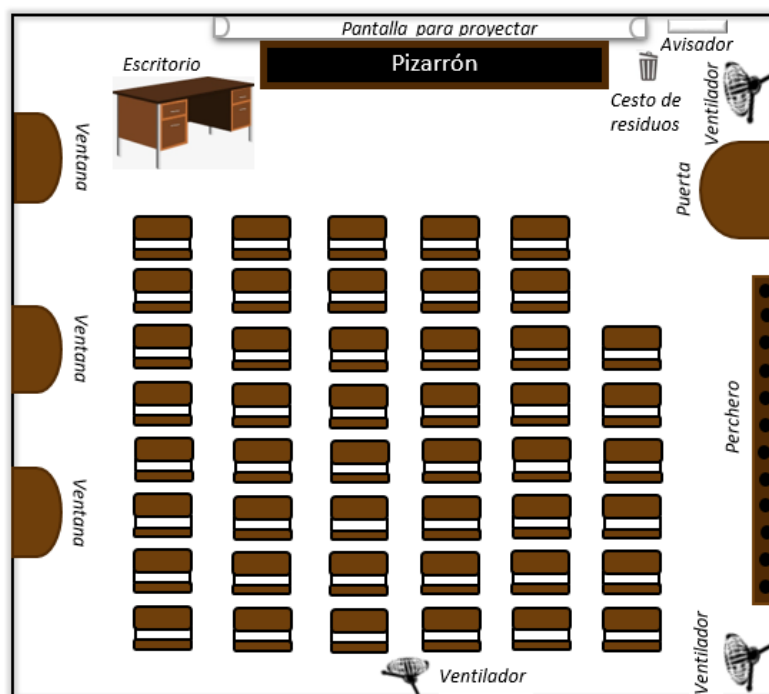 Pantalla para proyectar
Avisador
Escritorio
Pizarrón
Ventilador
Cesto de
residuos
Ventana
Puerta
Ventana
Perchero
Ventana
Ventilador
Ventilador